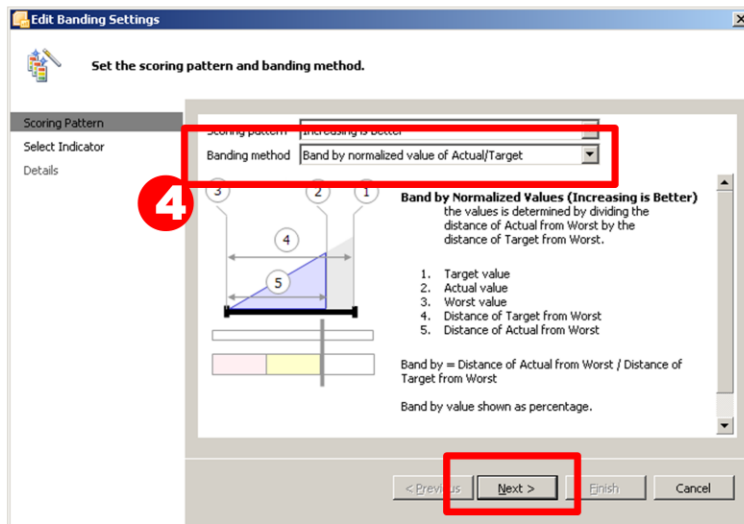 Edit Banding Settings
Set the scoring pattern and banding method.
Scoring Pattern
Select Indicator
Details
Scoring pattern Increasing is Better
Banding method Band by normalized value of Actual/Target
4
3 2 1
4
5
Band by Normalized Values (Increasing is Better)
the values is determined by dividing the
distance of Actual from Worst by the
distance of Target from Worst.
1. Target value
2. Actual value
3. Worst value
4. Distance of Target from Worst
5. Distance of Actual from Worst
Band by = Distance of Actual from Worst / Distance of
Target from Worst
Band by value shown as percentage.
< Previous Next > Finish Cancel